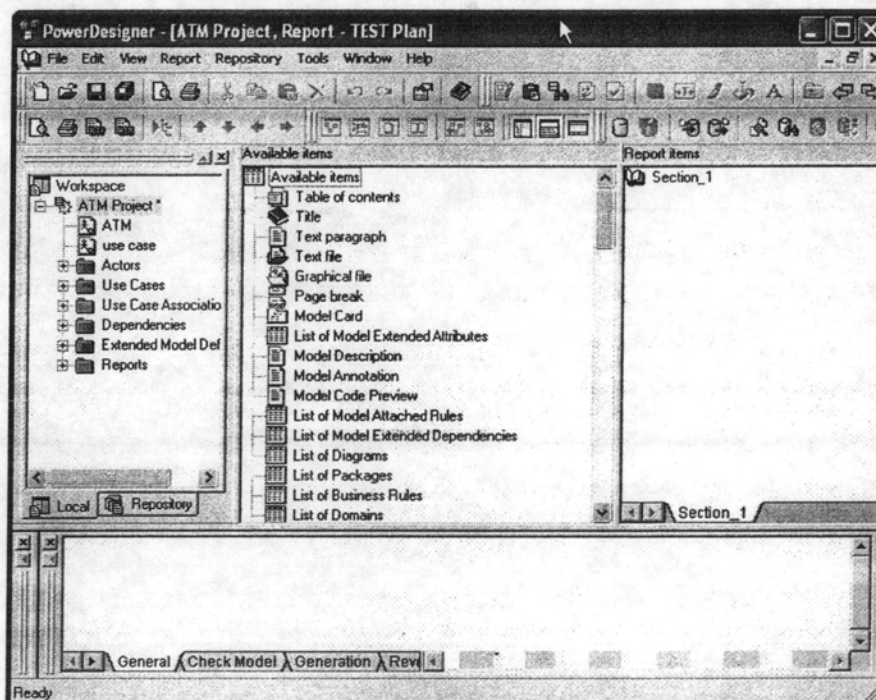 PowerDesigner - [ATM Project, Report - TEST Plan]
File Edit View Report Repository Tools Window Help
Available items
Report items
Workspace
ATM Project *
ATM
use case
Actors
Use Cases
Use Case Associatio
Dependencies
Extended Model Def
Reports
Local Repository
Available items
Table of contents
Title
Text paragraph
Text file
Graphical file
Page break
Model Card
List of Model Extended Attributes
Model Description
Model Annotation
Model Code Preview
List of Model Attached Rules
List of Model Extended Dependencies
List of Diagrams
List of Packages
List of Business Rules
List of Domains
Section_1
Section_1
General Check Model Generation Rev
Ready